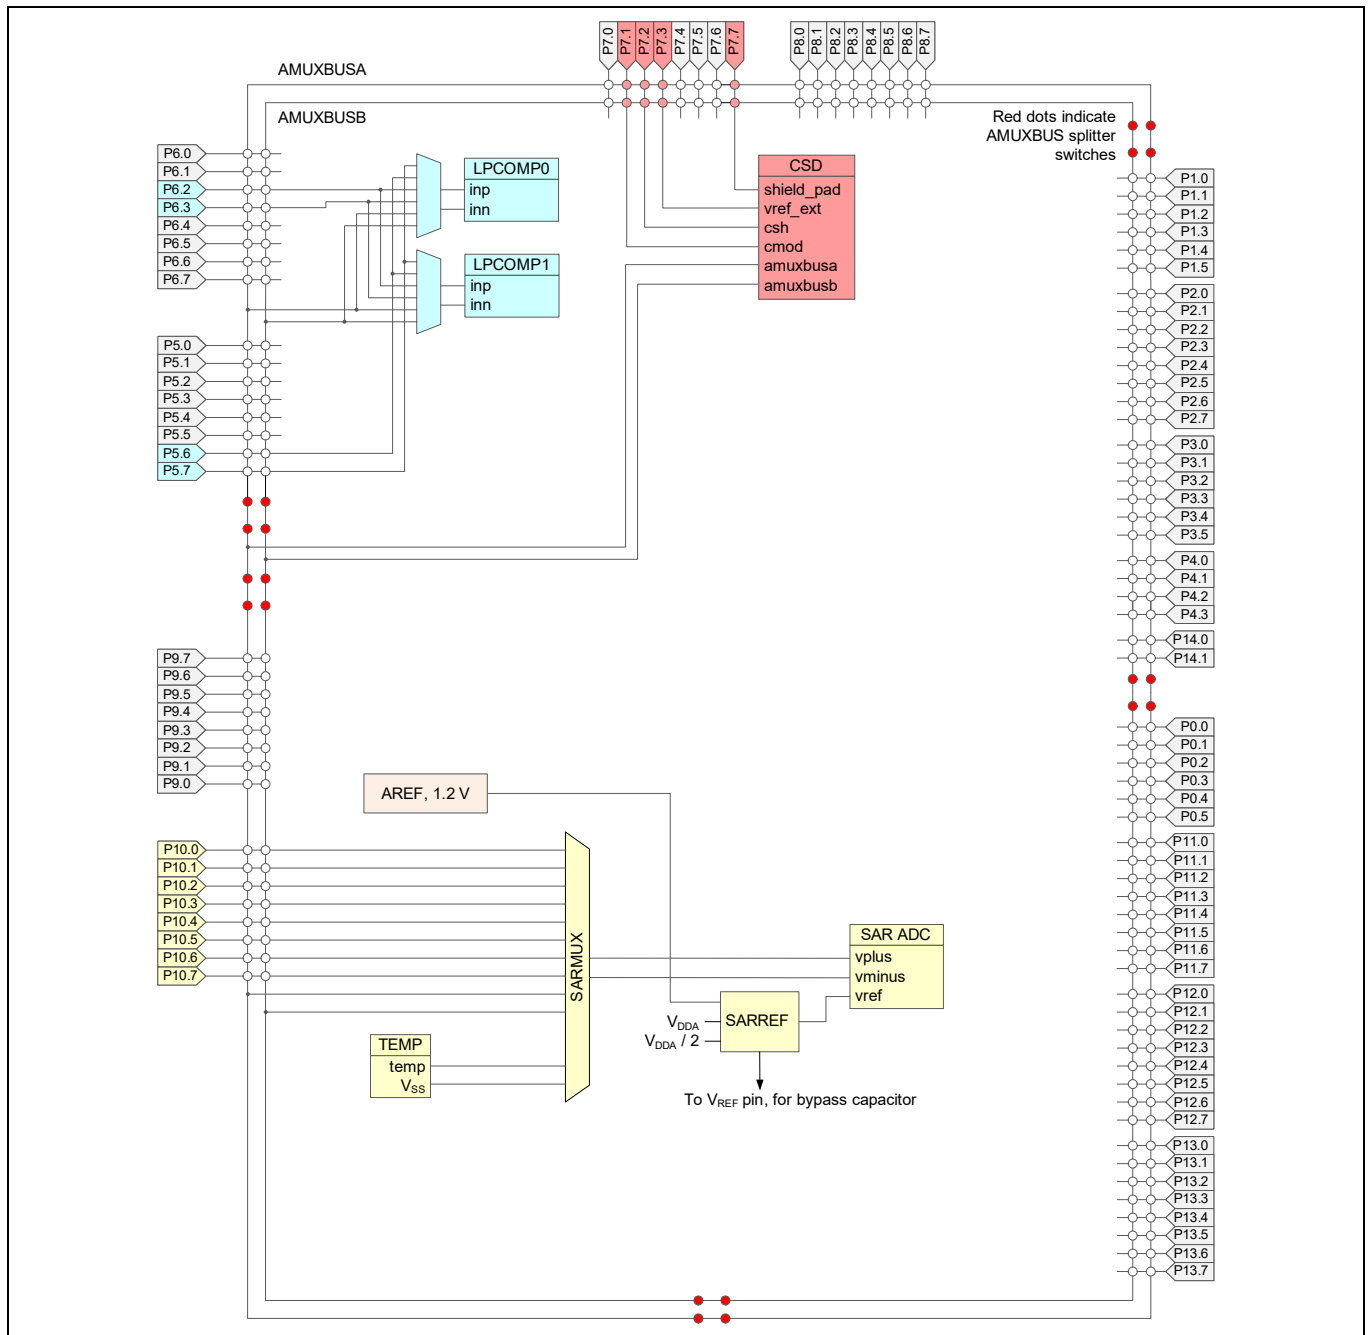 P7.0
P7.1
P7.2
P7.3
P7.4
P7.5
P7.6
P7.7
P8.0
P8.1
P8.2
P8.3
P8.4
P8.5
P8.6
P8.7
AMUXBUSA
AMUXBUSB
Red dots indicate
AMUXBUS splitter
switches
P6.0
P6.1
P6.2
P6.3
P6.4
P6.5
P6.6
P6.7
LPCOMP0
inp
inn
LPCOMP1
inp
inn
CSD
shield_pad
vref_ext
csh
cmod
amuxbusa
amuxbusb
P5.0
P5.1
P5.2
P5.3
P5.4
P5.5
P5.6
P5.7
P1.0
P1.1
P1.2
P1.3
P1.4
P1.5
P2.0
P2.1
P2.2
P2.3
P2.4
P2.5
P2.6
P2.7
P3.0
P3.1
P3.2
P3.3
P3.4
P3.5
P4.0
P4.1
P4.2
P4.3
P14.0
P14.1
P9.7
P9.6
P9.5
P9.4
P9.3
P9.2
P9.1
P9.0
AREF, 1.2 V
P10.0
P10.1
P10.2
P10.3
P10.4
P10.5
P10.6
P10.7
SARMUX
TEMP
temp
VSS
SAR ADC
vplus
vminus
vref
SARREF
VDDA
VDDA / 2
To VREF pin, for bypass capacitor
P0.0
P0.1
P0.2
P0.3
P0.4
P0.5
P11.0
P11.1
P11.2
P11.3
P11.4
P11.5
P11.6
P11.7
P12.0
P12.1
P12.2
P12.3
P12.4
P12.5
P12.6
P12.7
P13.0
P13.1
P13.2
P13.3
P13.4
P13.5
P13.6
P13.7